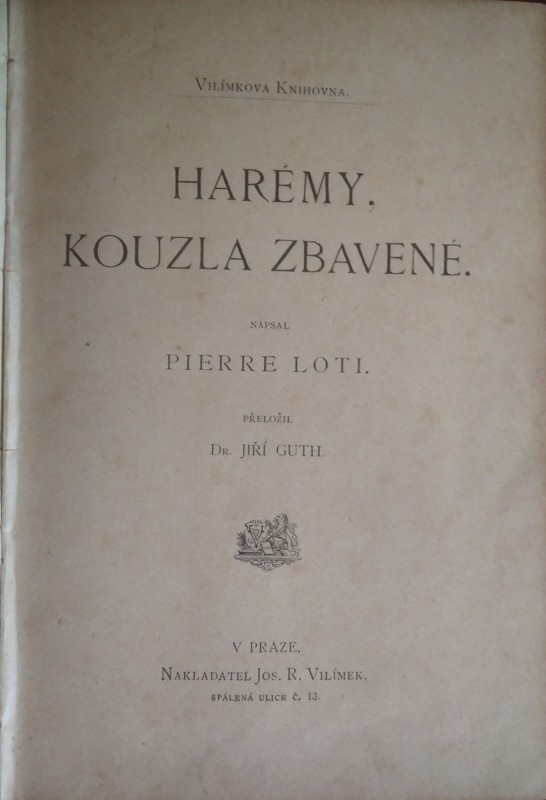 Vilímkova Knihovna.
HARÉMY,
KOUZLA ZBAVENÉ.
NAPSAL
PIERRE LOTI.
PŘELOŽIL
Dr. JIŘÍ GUTH.
V PRAZE,
Nakladatel Jos. R. Vilímek,
SPÁLENÁ ULICE Č, 13.